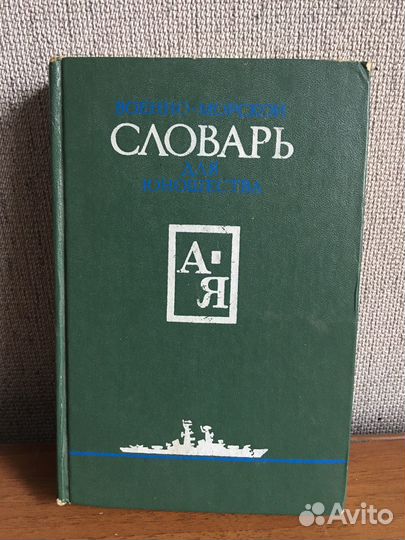 ВОЕННО-МОРСКОЙ
СЛОВАРЬ
ДЛЯ
ЮНОШЕСТВА
А-
Я
Avito